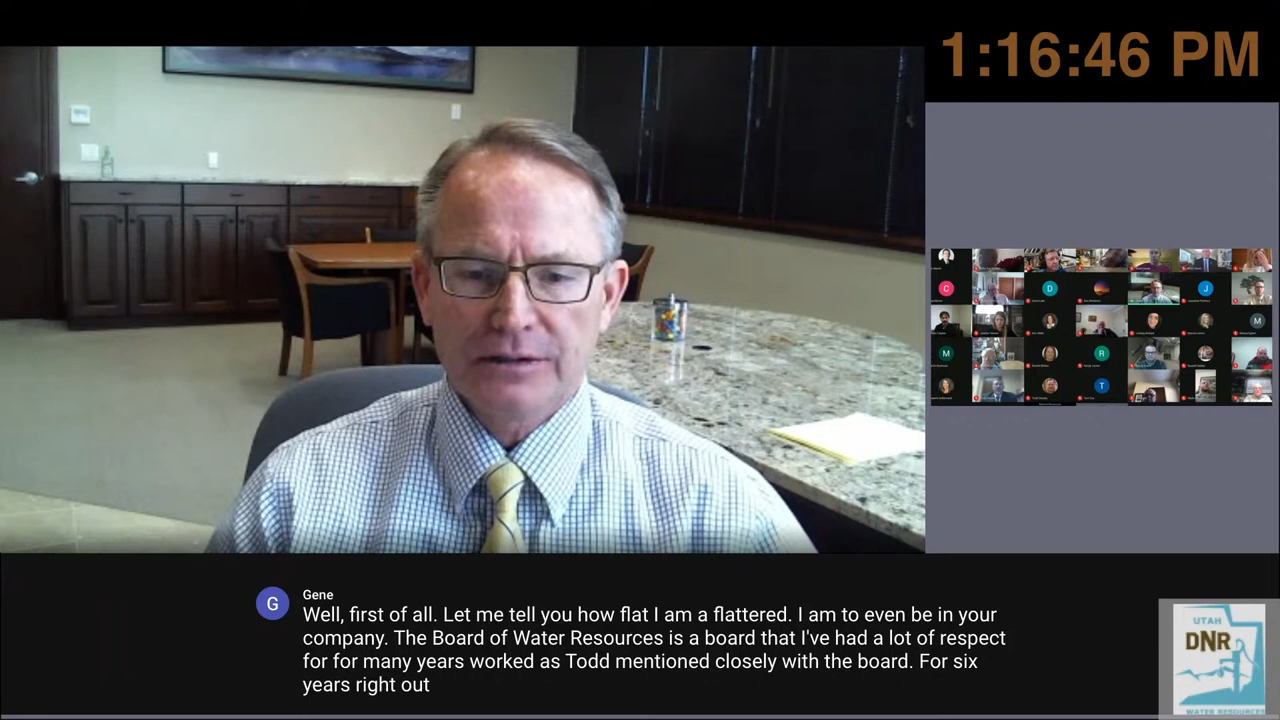 1:16:46 PM
C
D
J
M
M
R
T
G
Gene
Well, first of all. Let me tell you how flat I am a flattered. I am to even be in your
company. The Board of Water Resources is a board that I've had a lot of respect
for for many years worked as Todd mentioned closely with the board. For six
years right out
UTAH
DNR
WATER RESOURCES